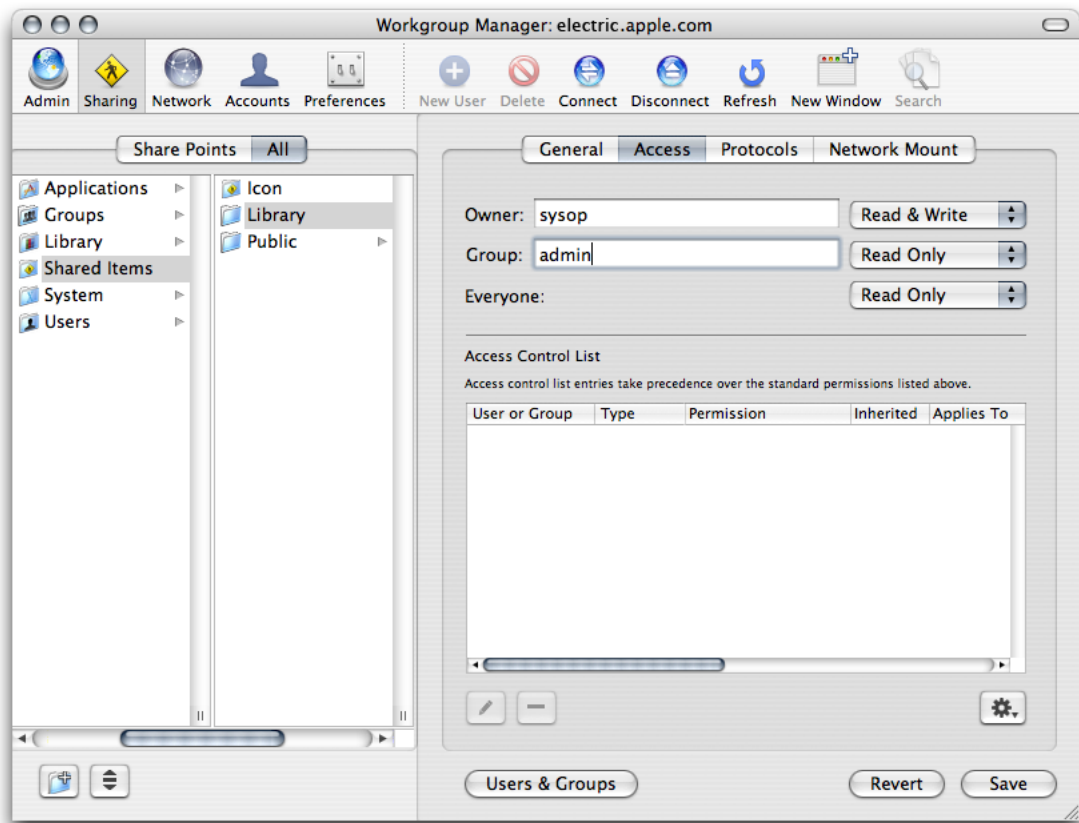 Workgroup Manager: electric.apple.com
Admin Sharing Network Accounts Preferences New User Delete Connect Disconnect Refresh New Window Search
Share Points All
Applications
Groups
Library
Shared Items
System
Users
Icon
Library
Public
General Access Protocols Network Mount
Owner: sysop Read & Write
Group: admin Read Only
Everyone: Read Only
Access Control List
Access control list entries take precedence over the standard permissions listed above.
User or Group Type Permission Inherited Applies To
Users & Groups Revert Save